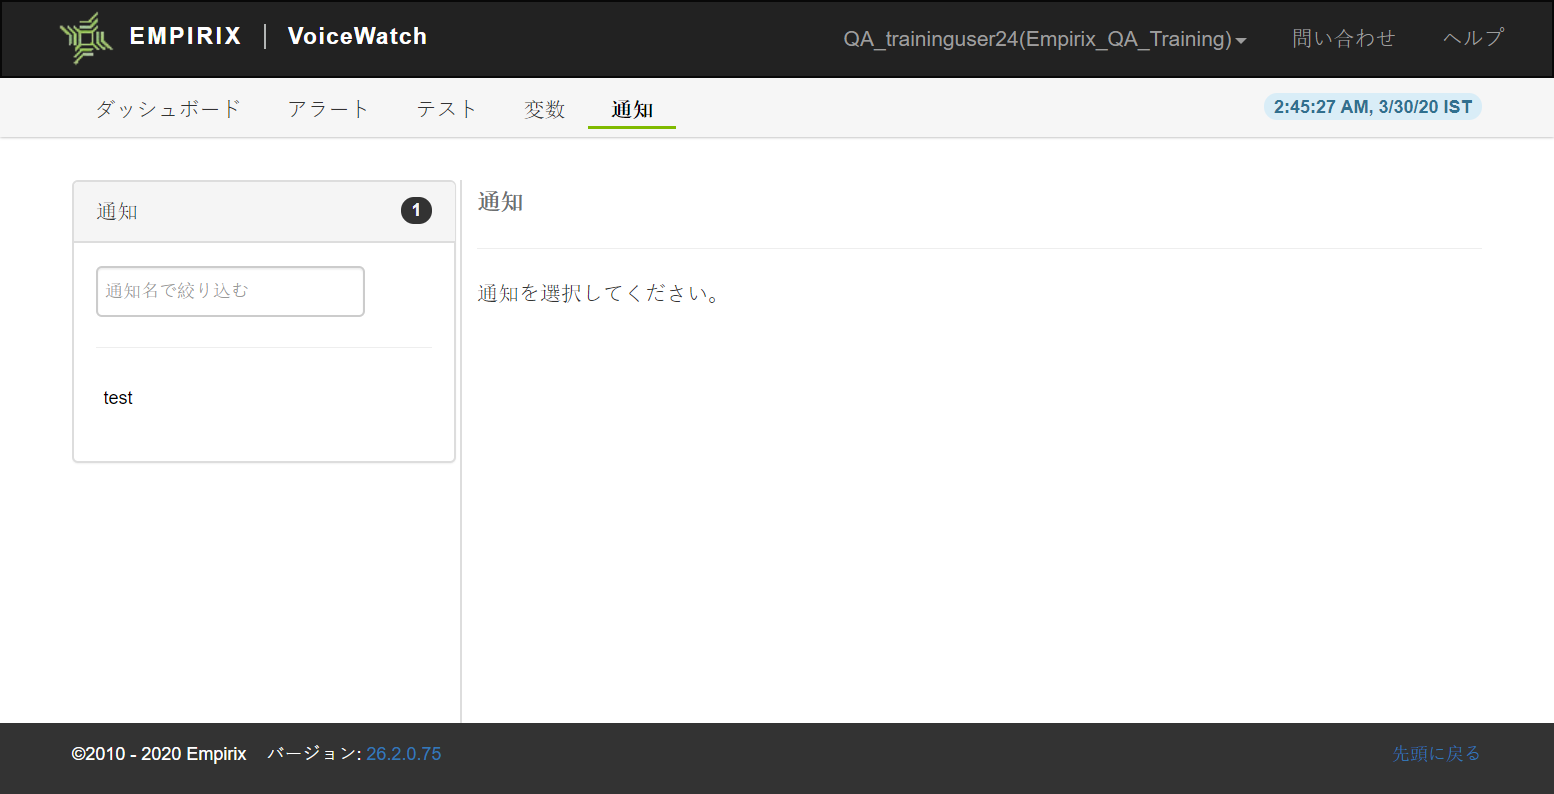 EMPIRIX | VoiceWatch
QA_traininguser24(Empirix_QA_Training)
問い合わせ
ヘルプ
ダッシュボード
アラート
テスト
変数
通知
2:45:27 AM, 3/30/20 IST
通知
1
通知名で絞り込む
test
通知
通知を選択してください。
©2010 - 2020 Empirix バージョン: 26.2.0.75
先頭に戻る